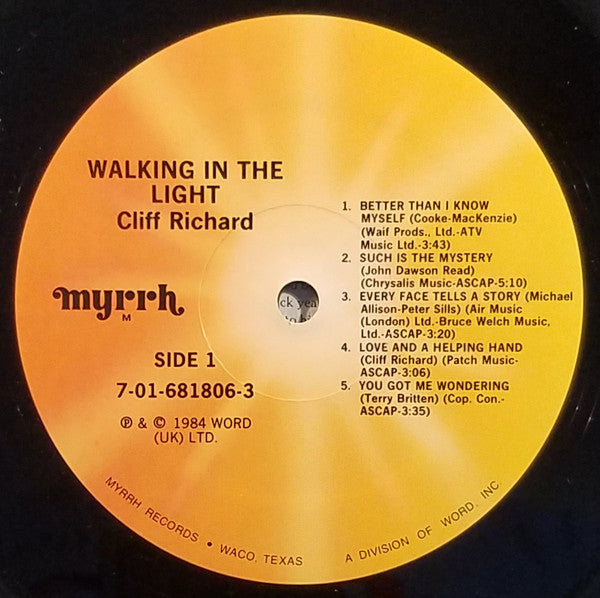 WALKING IN THE
LIGHT
Cliff Richard
myrrh
M
SIDE 1
7-01-681806-3
℗ & © 1984 WORD
(UK) LTD.
1. BETTER THAN I KNOW
MYSELF (Cooke-MacKenzie)
(Waif Prods., Ltd.-ATV
Music Ltd.-3:43)
2. SUCH IS THE MYSTERY
(John Dawson Read)
(Chrysalis Music-ASCAP-5:10)
3. EVERY FACE TELLS A STORY (Michael
Allison-Peter Sills) (Air Music
(London) Ltd.-Bruce Welch Music,
Ltd.-ASCAP-3:20)
4. LOVE AND A HELPING HAND
(Cliff Richard) (Patch Music-
ASCAP-3:06)
5. YOU GOT ME WONDERING
(Terry Britten) (Cop. Con.-
ASCAP-3:35)
MYRRH RECORDS • WACO, TEXAS A DIVISION OF WORD, INC.